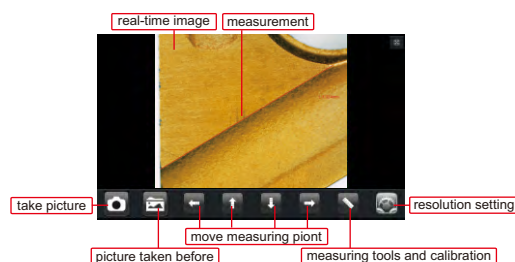 real-time image
measurement
take picture
resolution setting
move measuring piont
picture taken before
measuring tools and calibration